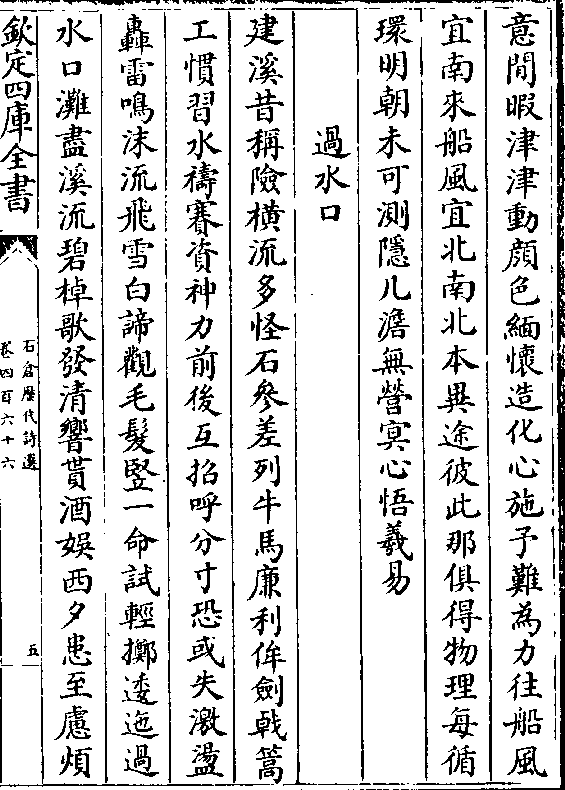 意閒暇津津動顔色緬懷造化心施予難為力往船風
宜南來船風宜北南北本異途彼此那俱得物理每循
環明朝未可測隱几澹無營㝠心悟羲易
過水口
建溪昔稱險橫流多怪石參差列牛馬廉利侔劍戟篙
工慣習水禱賽資神力前後互招呼分寸恐或失激盪
轟雷鳴沫流飛雪白諦觀毛髮竪一命試輕擲逶迤過
水口灘盡溪流碧棹歌發清響貰酒娛西夕患至慮煩
欽定四庫全書
石倉歷代詩選
卷四百六十六
五